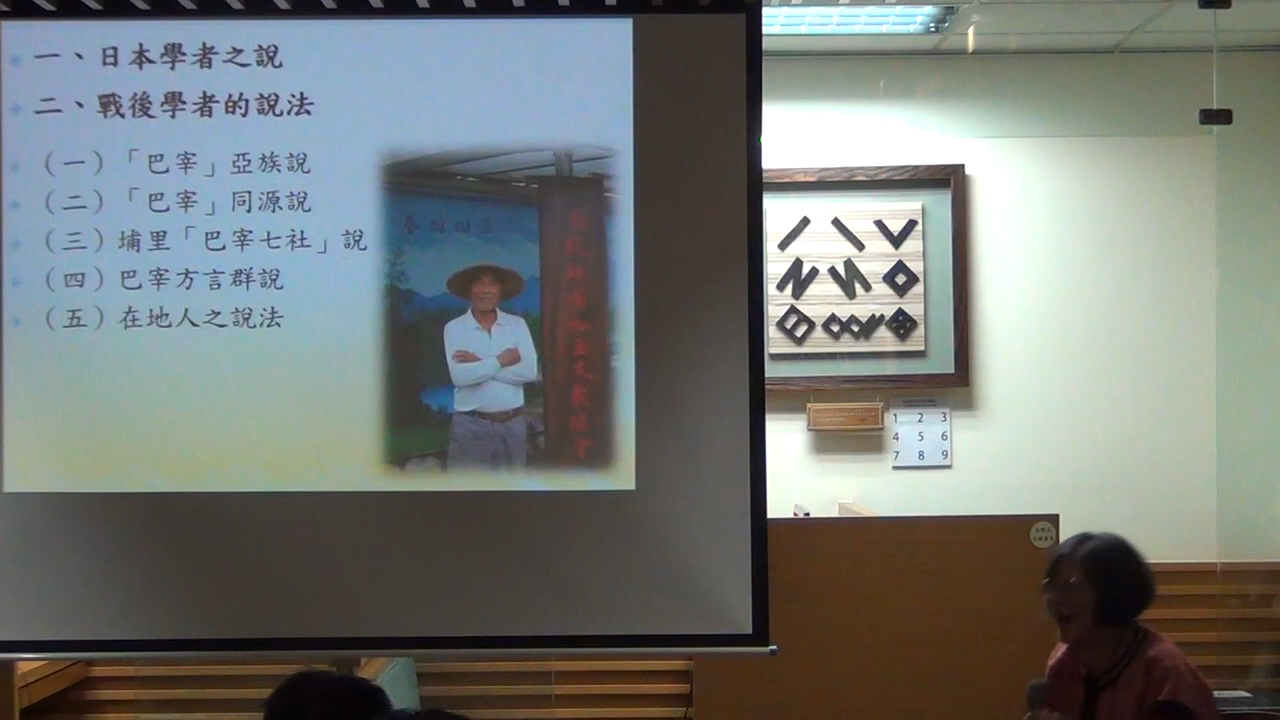 一、日本學者之說
二、戰後學者的說法
（一）「巴宰」亞族說
（二）「巴宰」同源說
（三）埔里「巴宰七社」說
（四）巴宰方言群說
（五）在地人之說法
1 2 3
4 5 6
7 8 9